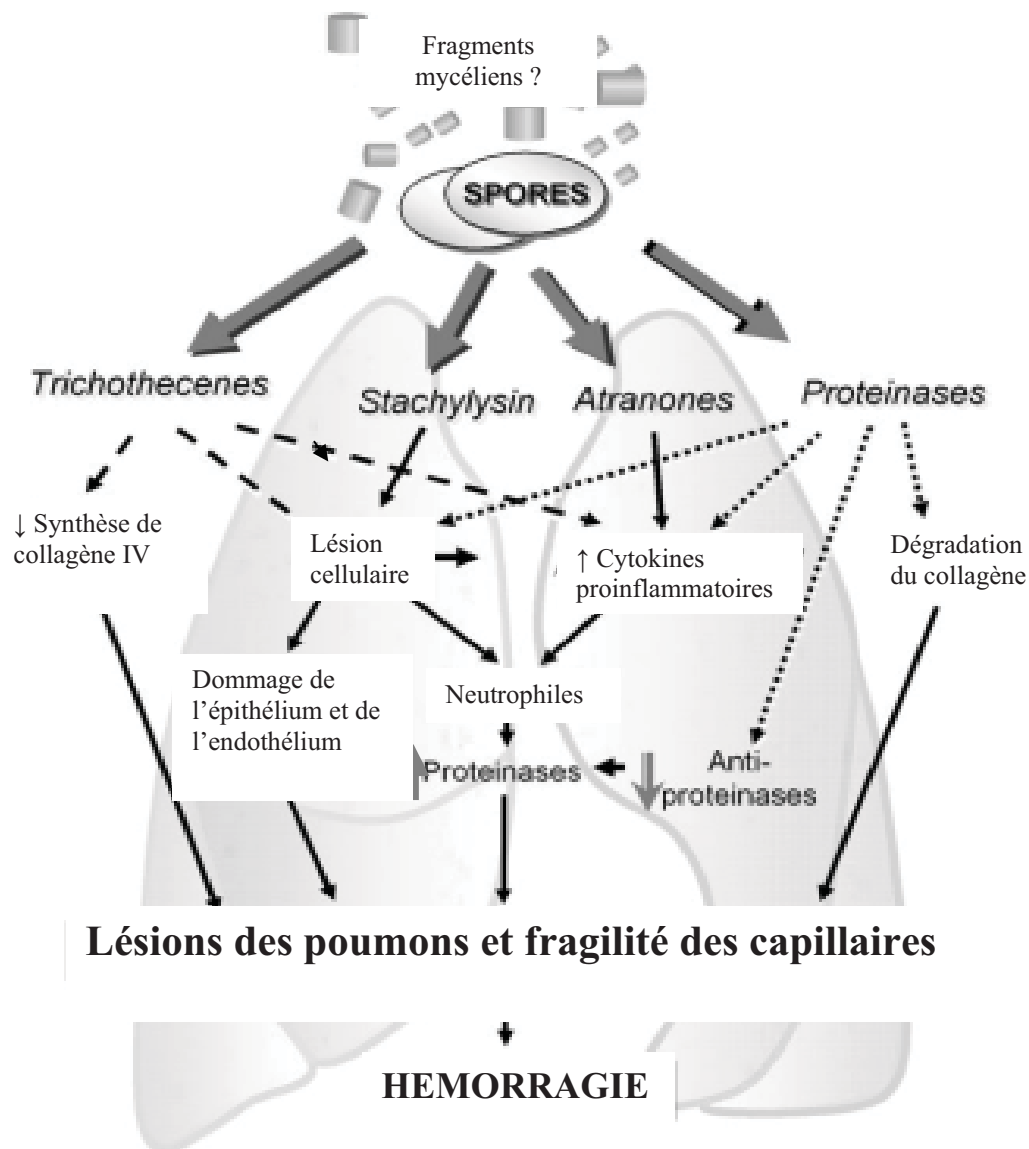 Fragments
mycéliens ?
SPORES
Trichothecenes
Stachylysin
Atranones
Proteinases
↓ Synthèse de
collagène IV
Lésion
cellulaire
↑ Cytokines
proinflammatoires
Dégradation
du collagène
Dommage de
l’épithélium et de
l’endothélium
Neutrophiles
Proteinases
Anti-
proteinases
Lésions des poumons et fragilité des capillaires
HEMORRAGIE